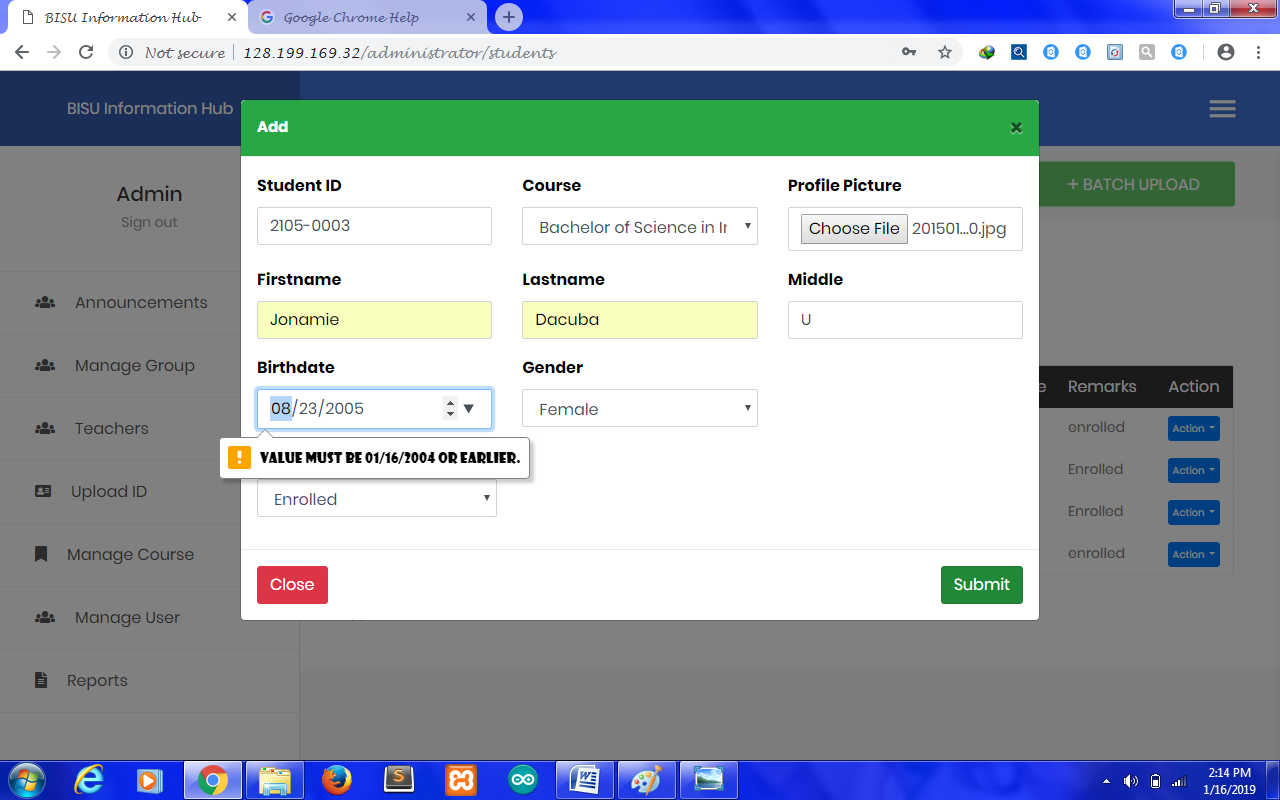 BISU Information Hub
Google Chrome Help
Not secure
128.199.169.32/administrator/students
BISU Information Hub
Admin
Sign out
Announcements
Manage Group
Teachers
Upload ID
Manage Course
Manage User
Reports
+ BATCH UPLOAD
Add
Student ID
Course
Profile Picture
2105-0003
Bachelor of Science in Ir
Choose File 201501...0.jpg
Firstname
Lastname
Middle
Jonamie
Dacuba
U
Birthdate
Gender
08/23/2005
Female
! VALUE MUST BE 01/16/2004 OR EARLIER.
Enrolled
Close
Submit
e Remarks Action
enrolled Action
Enrolled Action
Enrolled Action
enrolled Action
2:14 PM
1/16/2019